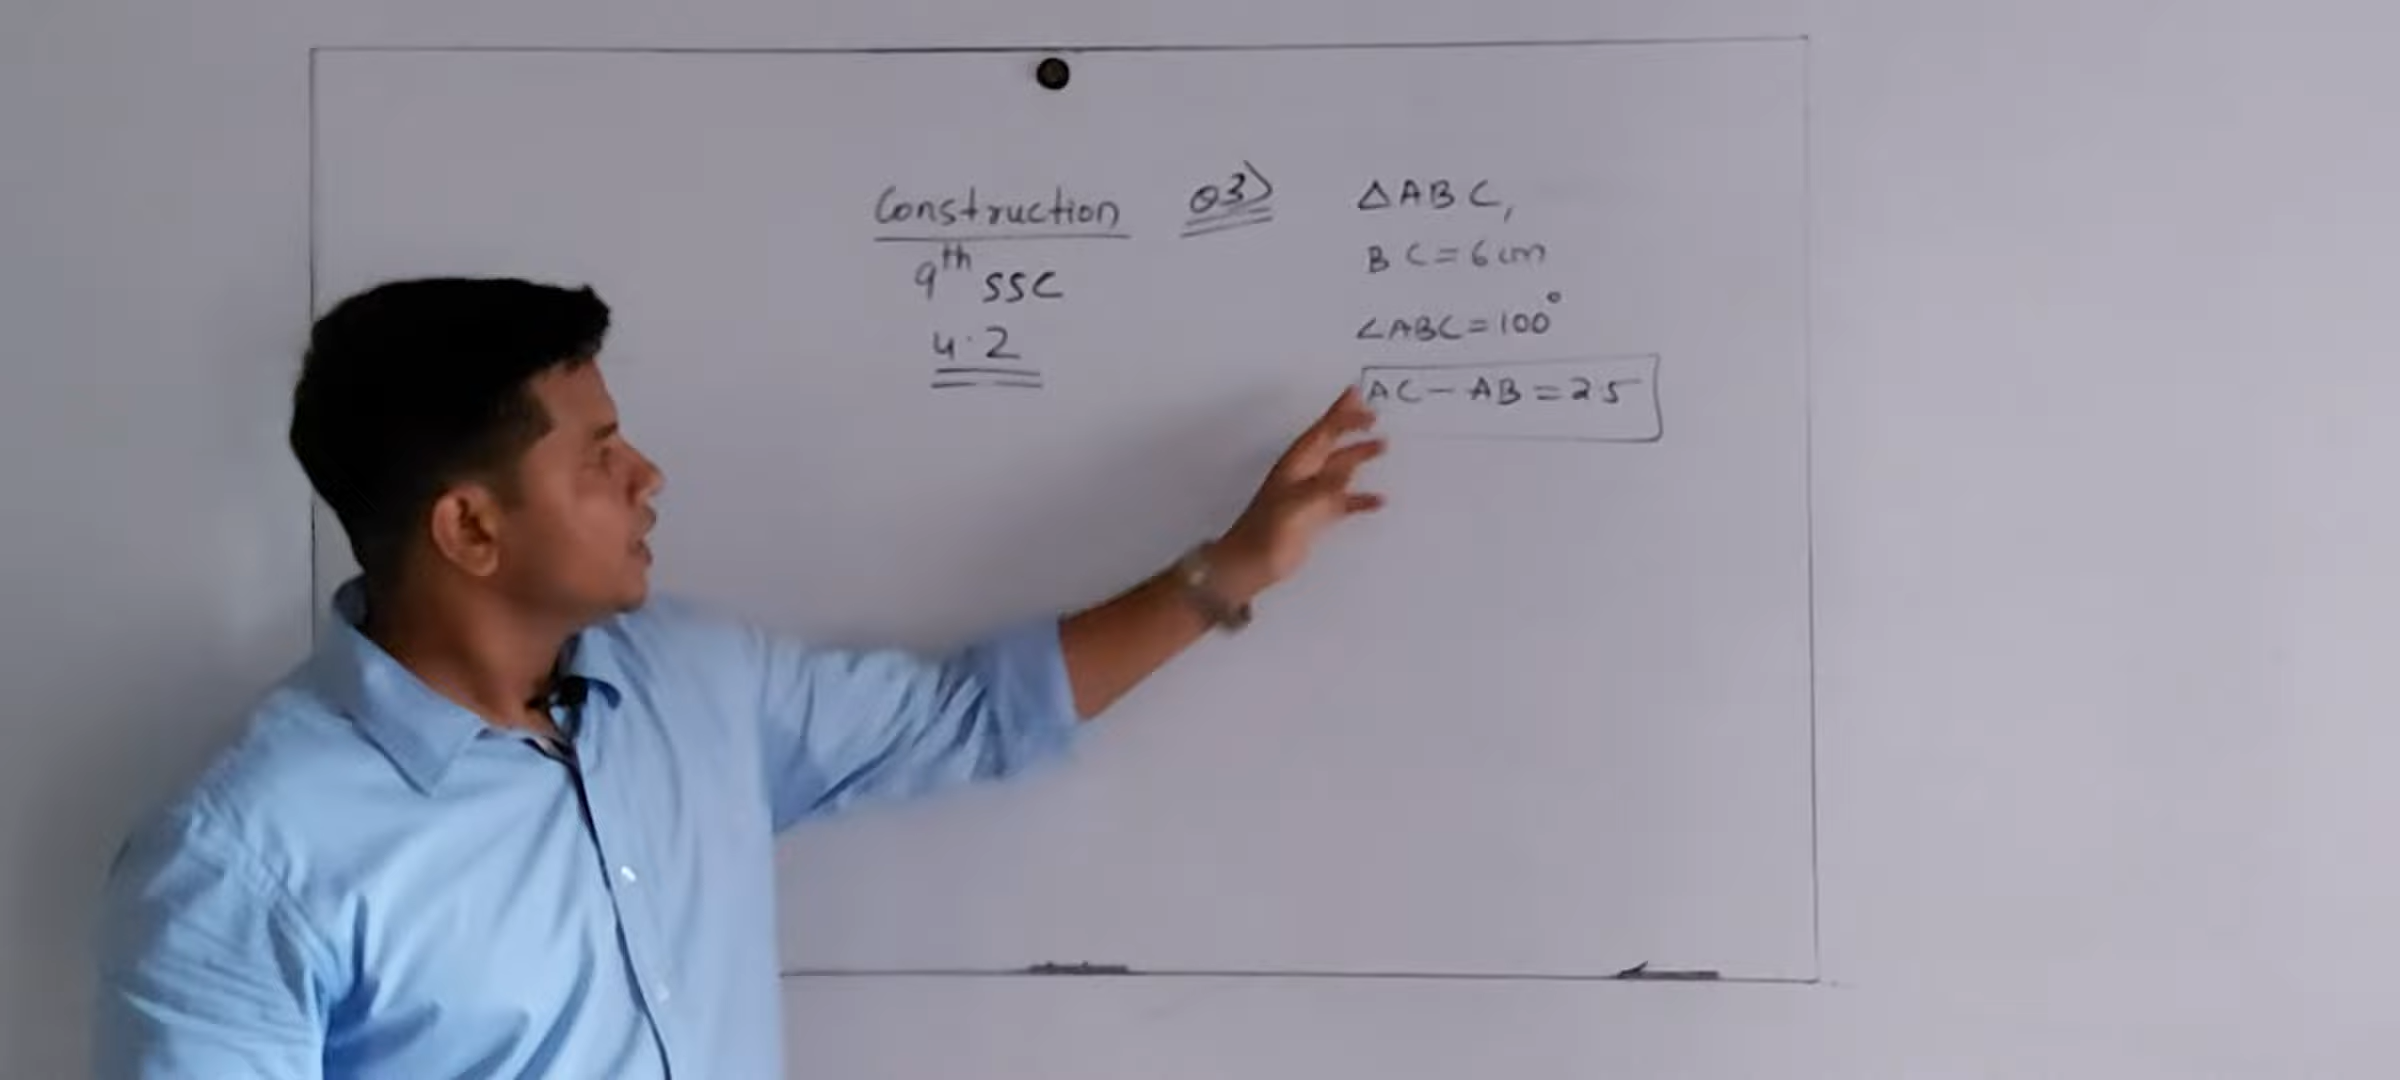 Construction
9th SSC
4.2
Q3)
△ABC,
BC=6cm
∠ABC=100°
AC-AB=2.5